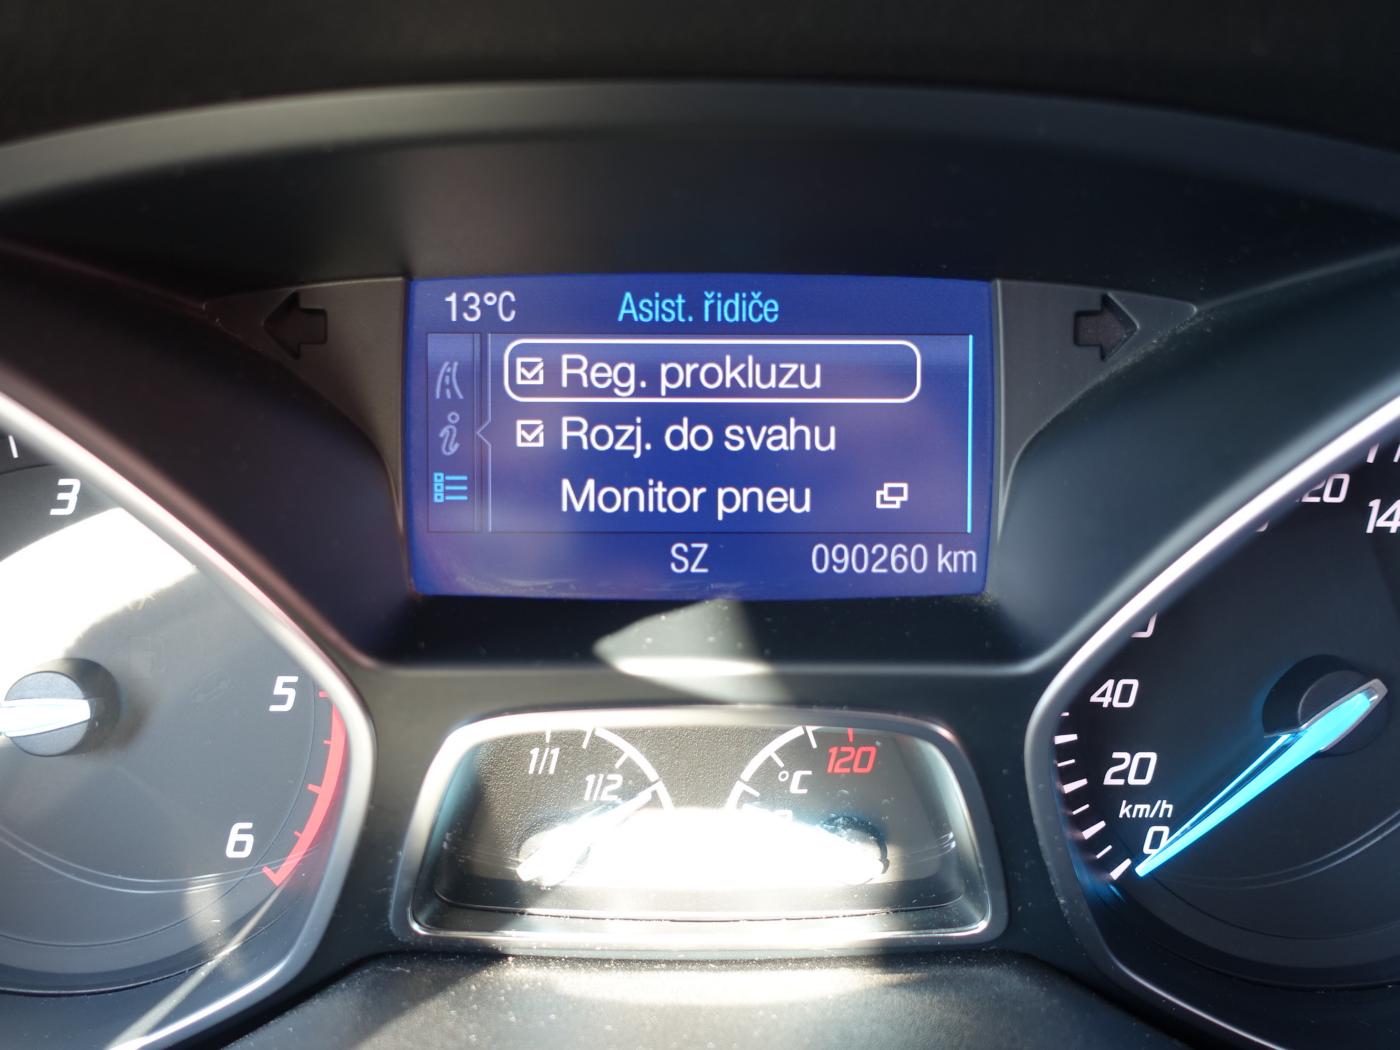 13°C Asist. řidiče
Reg. prokluzu
Rozj. do svahu
Monitor pneu
SZ 090260 km
3
5
6
1/1
1/2
°C
120
0
20
40
km/h